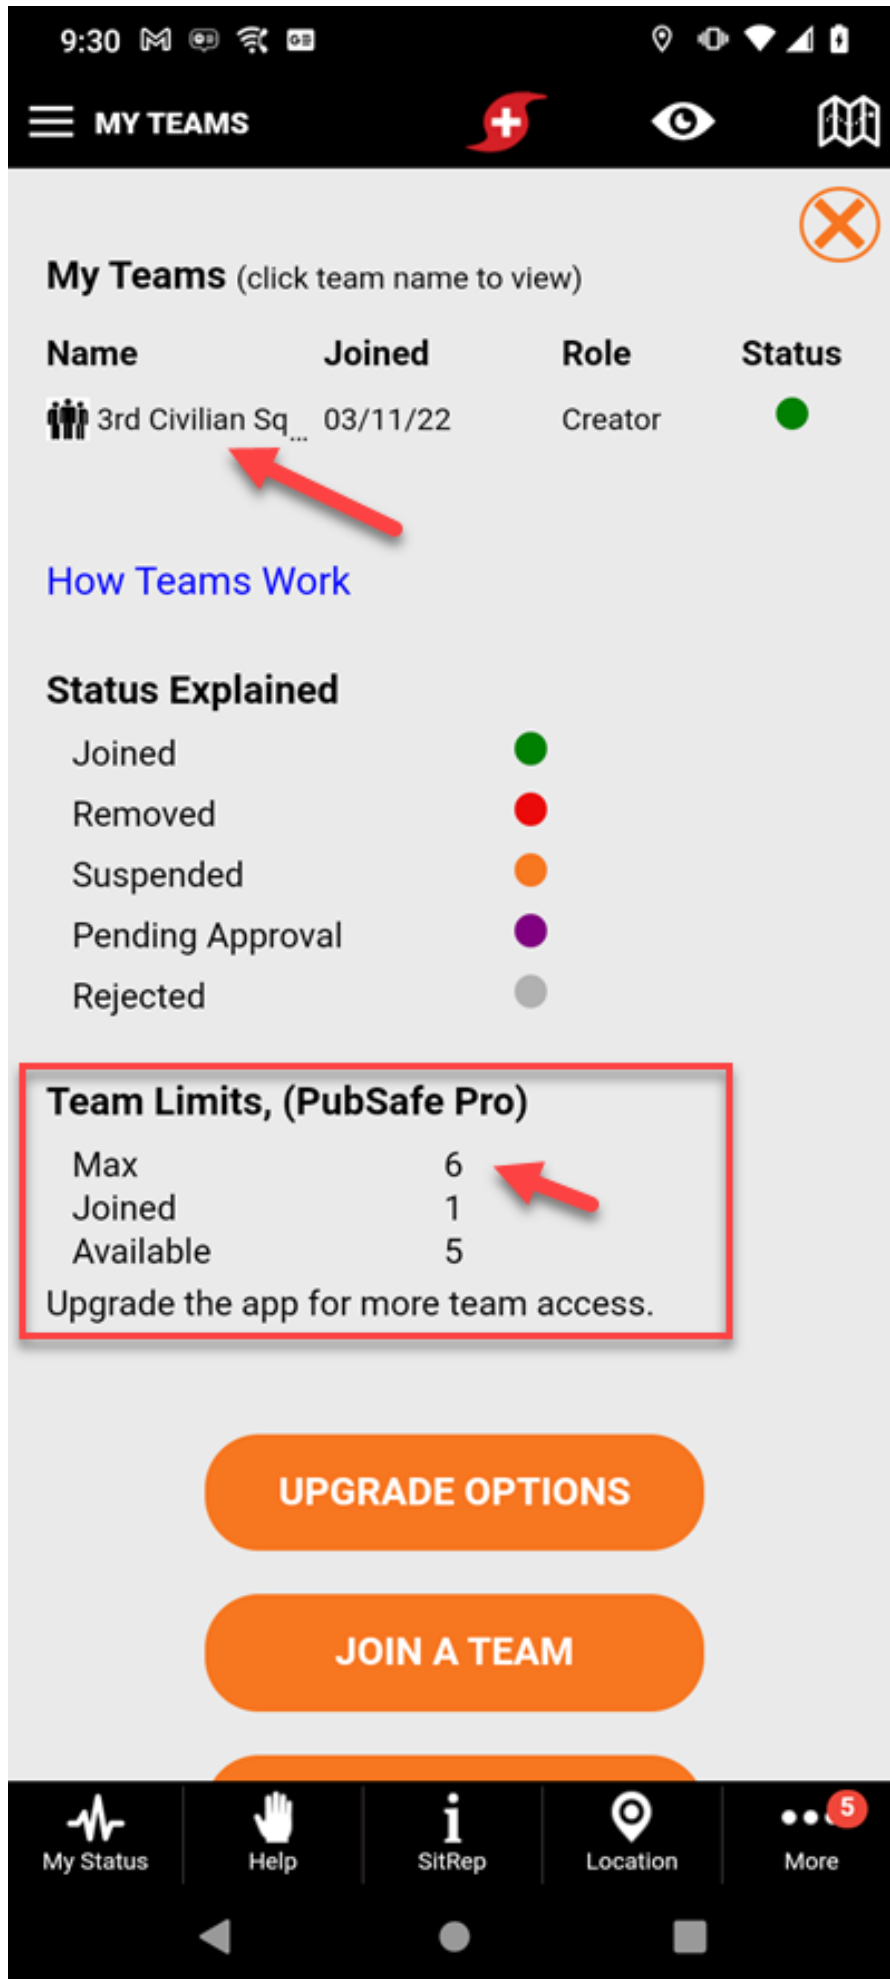 9:30
MY TEAMS
My Teams (click team name to view)
Name Joined Role Status
3rd Civilian Sq... 03/11/22 Creator
How Teams Work
Status Explained
Joined
Removed
Suspended
Pending Approval
Rejected
Team Limits, (PubSafe Pro)
Max 6
Joined 1
Available 5
Upgrade the app for more team access.
UPGRADE OPTIONS
JOIN A TEAM
5
My Status Help SitRep Location More